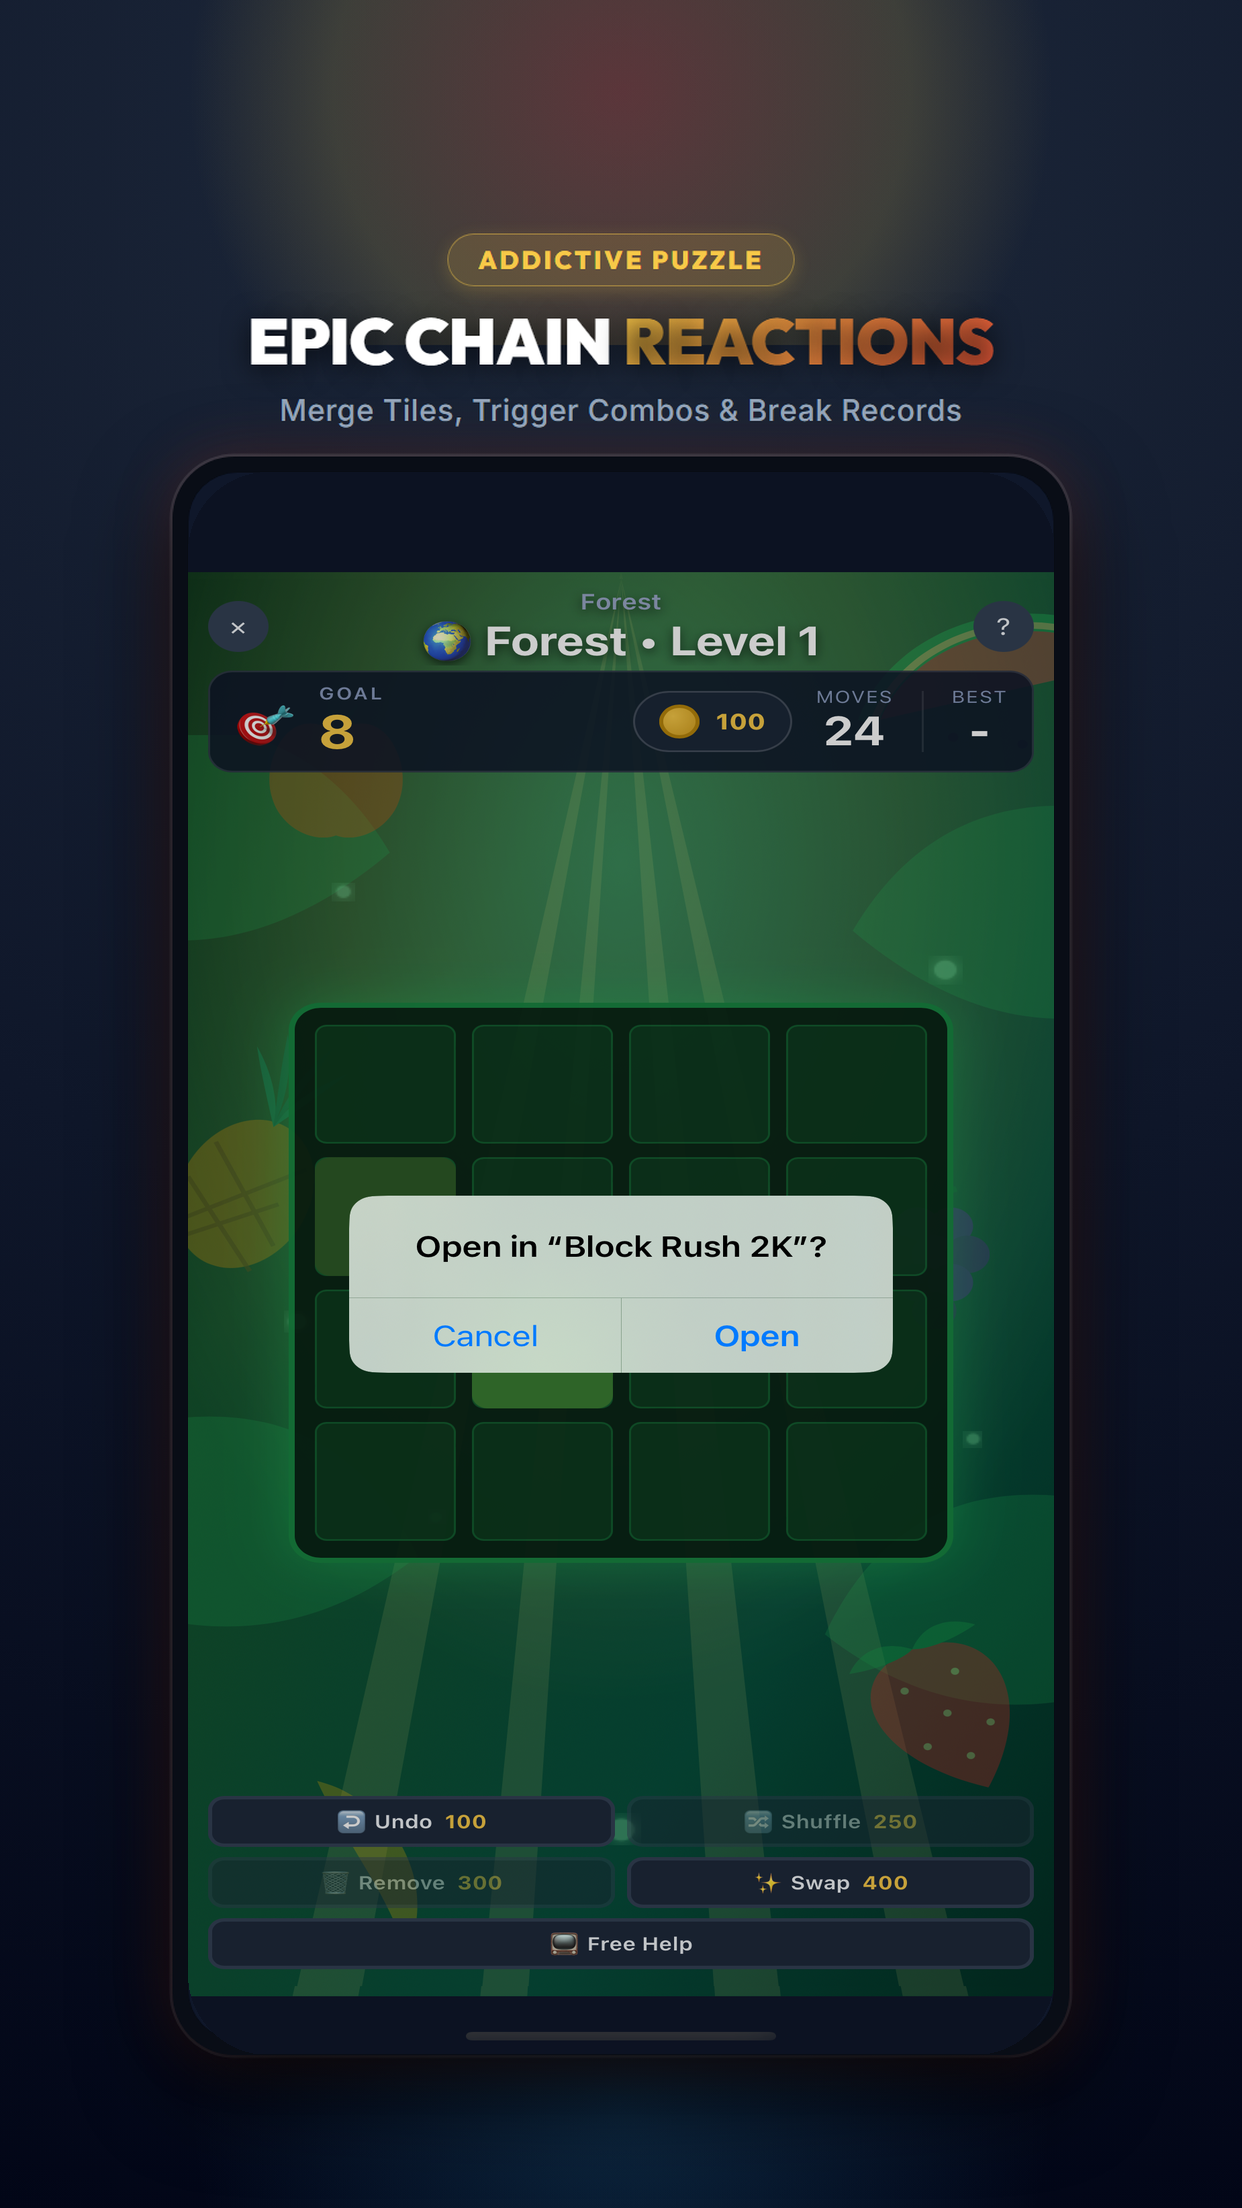 ADDICTIVE PUZZLE
EPIC CHAIN REACTIONS
Merge Tiles, Trigger Combos & Break Records
Forest
× Forest • Level 1 ?
GOAL
8
100
MOVES
24
BEST
-
Open in “Block Rush 2K”?
Cancel Open
Undo 100 Shuffle 250
Remove 300 Swap 400
Free Help